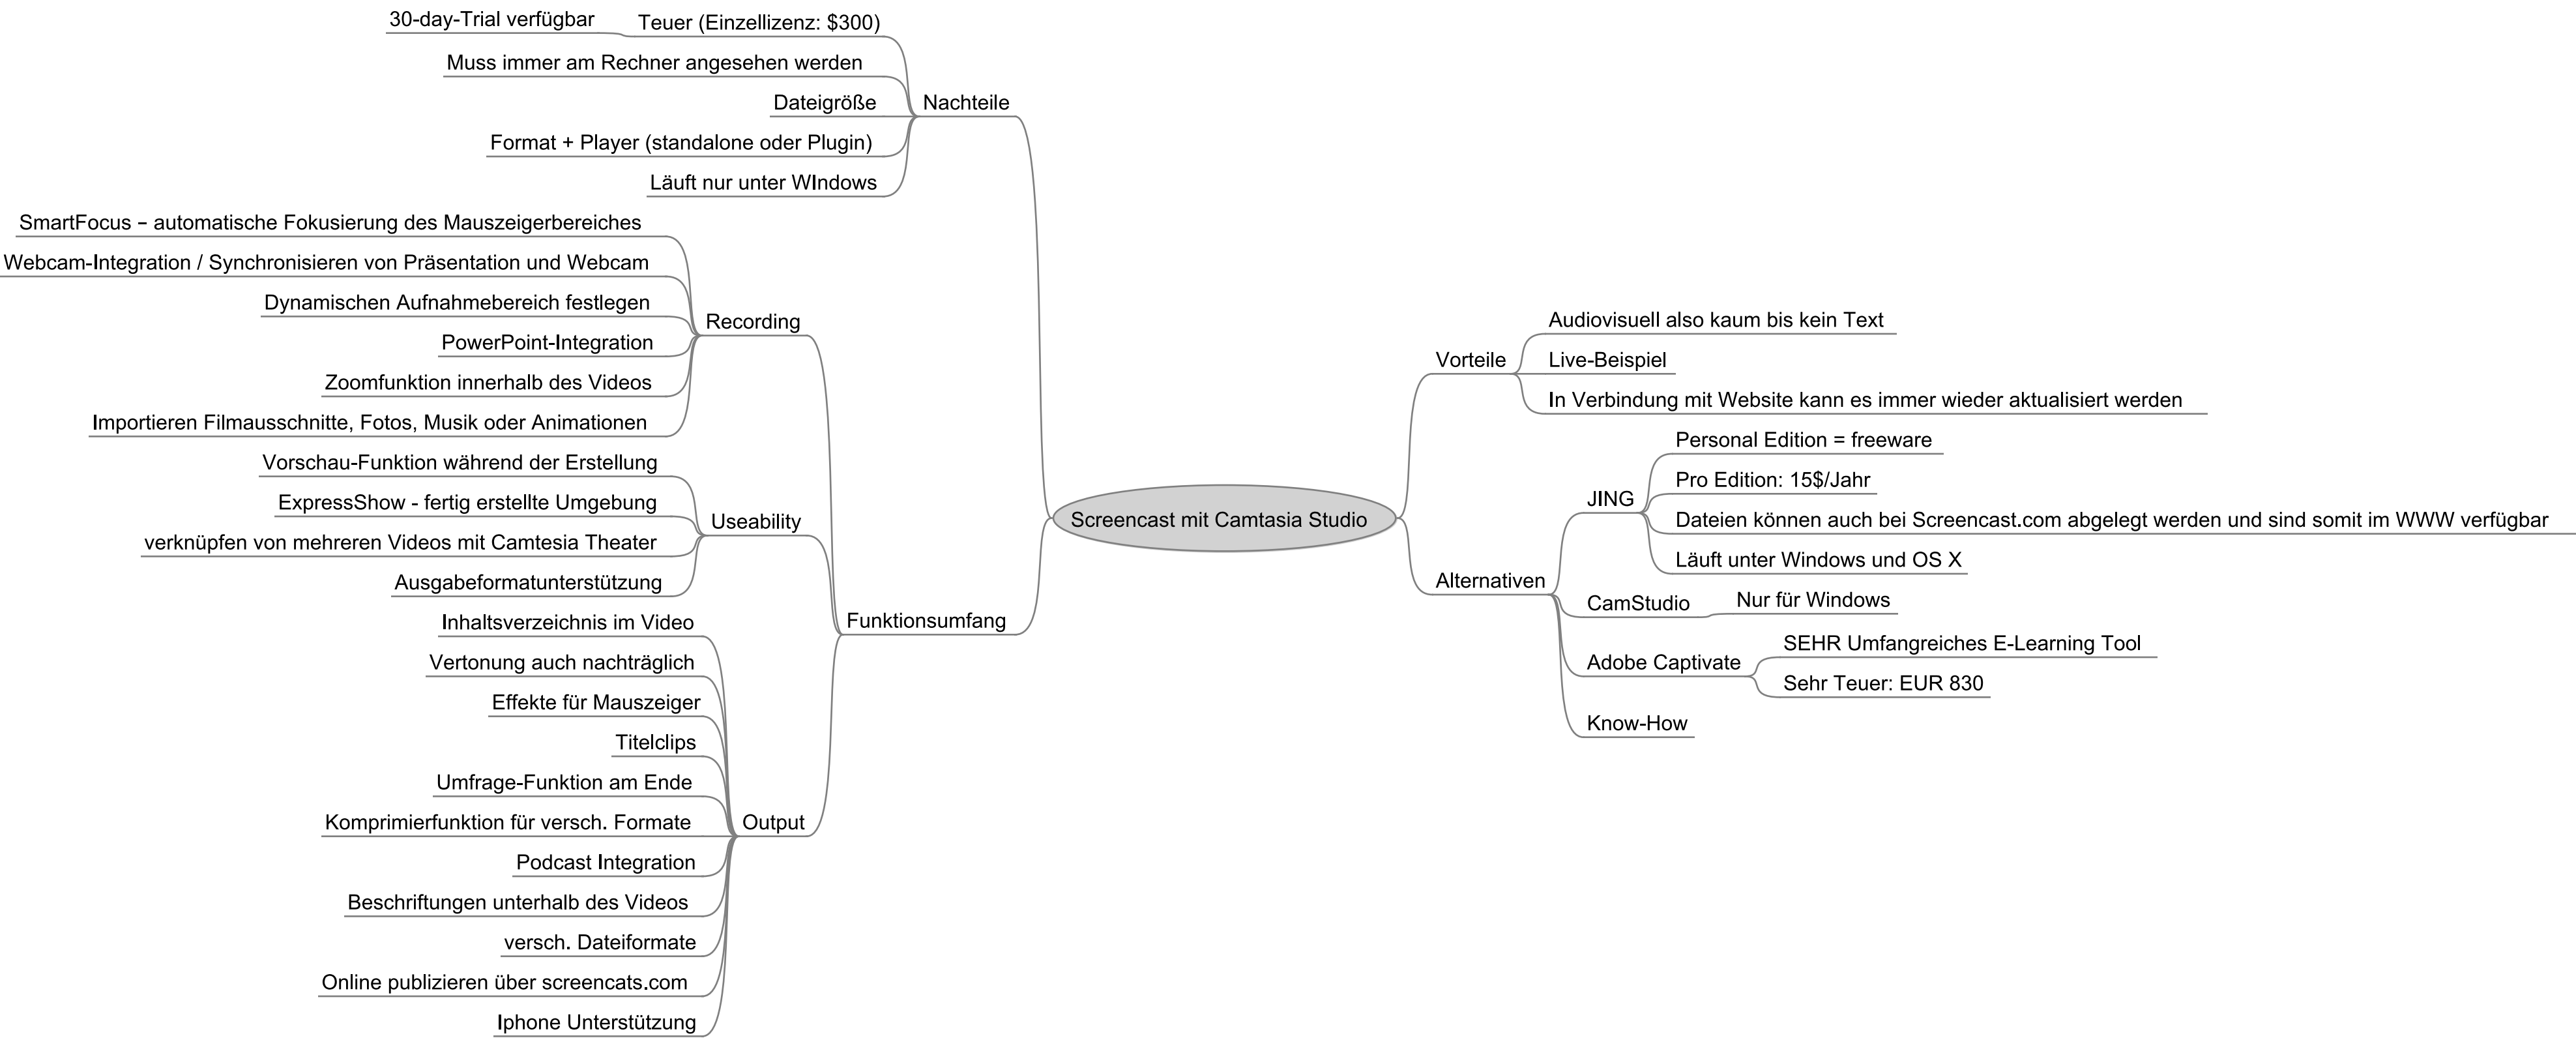 30-day-Trial verfügbar
Teuer (Einzellizenz: $300)
Muss immer am Rechner angesehen werden
Dateigröße
Format + Player (standalone oder Plugin)
Läuft nur unter WIndows
Nachteile
SmartFocus – automatische Fokusierung des Mauszeigerbereiches
Webcam-Integration / Synchronisieren von Präsentation und Webcam
Dynamischen Aufnahmebereich festlegen
PowerPoint-Integration
Zoomfunktion innerhalb des Videos
Importieren Filmausschnitte, Fotos, Musik oder Animationen
Recording
Vorschau-Funktion während der Erstellung
ExpressShow - fertig erstellte Umgebung
verknüpfen von mehreren Videos mit Camtesia Theater
Ausgabeformatunterstützung
Useability
Funktionsumfang
Inhaltsverzeichnis im Video
Vertonung auch nachträglich
Effekte für Mauszeiger
Titelclips
Umfrage-Funktion am Ende
Komprimierfunktion für versch. Formate
Podcast Integration
Beschriftungen unterhalb des Videos
versch. Dateiformate
Online publizieren über screencats.com
Iphone Unterstützung
Output
Screencast mit Camtasia Studio
Vorteile
Audiovisuell also kaum bis kein Text
Live-Beispiel
In Verbindung mit Website kann es immer wieder aktualisiert werden
Alternativen
JING
Personal Edition = freeware
Pro Edition: 15$/Jahr
Dateien können auch bei Screencast.com abgelegt werden und sind somit im WWW verfügbar
Läuft unter Windows und OS X
CamStudio
Nur für Windows
Adobe Captivate
SEHR Umfangreiches E-Learning Tool
Sehr Teuer: EUR 830
Know-How